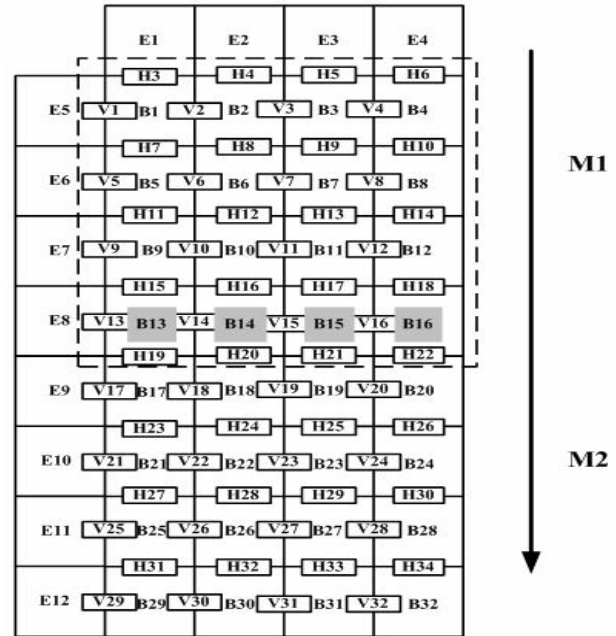 E1 E2 E3 E4
H3 H4 H5 H6
E5 V1 B1 V2 B2 V3 B3 V4 B4
H7 H8 H9 H10
M1
E6 V5 B5 V6 B6 V7 B7 V8 B8
H11 H12 H13 H14
E7 V9 B9 V10 B10 V11 B11 V12 B12
H15 H16 H17 H18
E8 V13 B13 V14 B14 V15 B15 V16 B16
H19 H20 H21 H22
E9 V17 B17 V18 B18 V19 B19 V20 B20
H23 H24 H25 H26
E10 V21 B21 V22 B22 V23 B23 V24 B24
M2
H27 H28 H29 H30
E11 V25 B25 V26 B26 V27 B27 V28 B28
H31 H32 H33 H34
E12 V29 B29 V30 B30 V31 B31 V32 B32